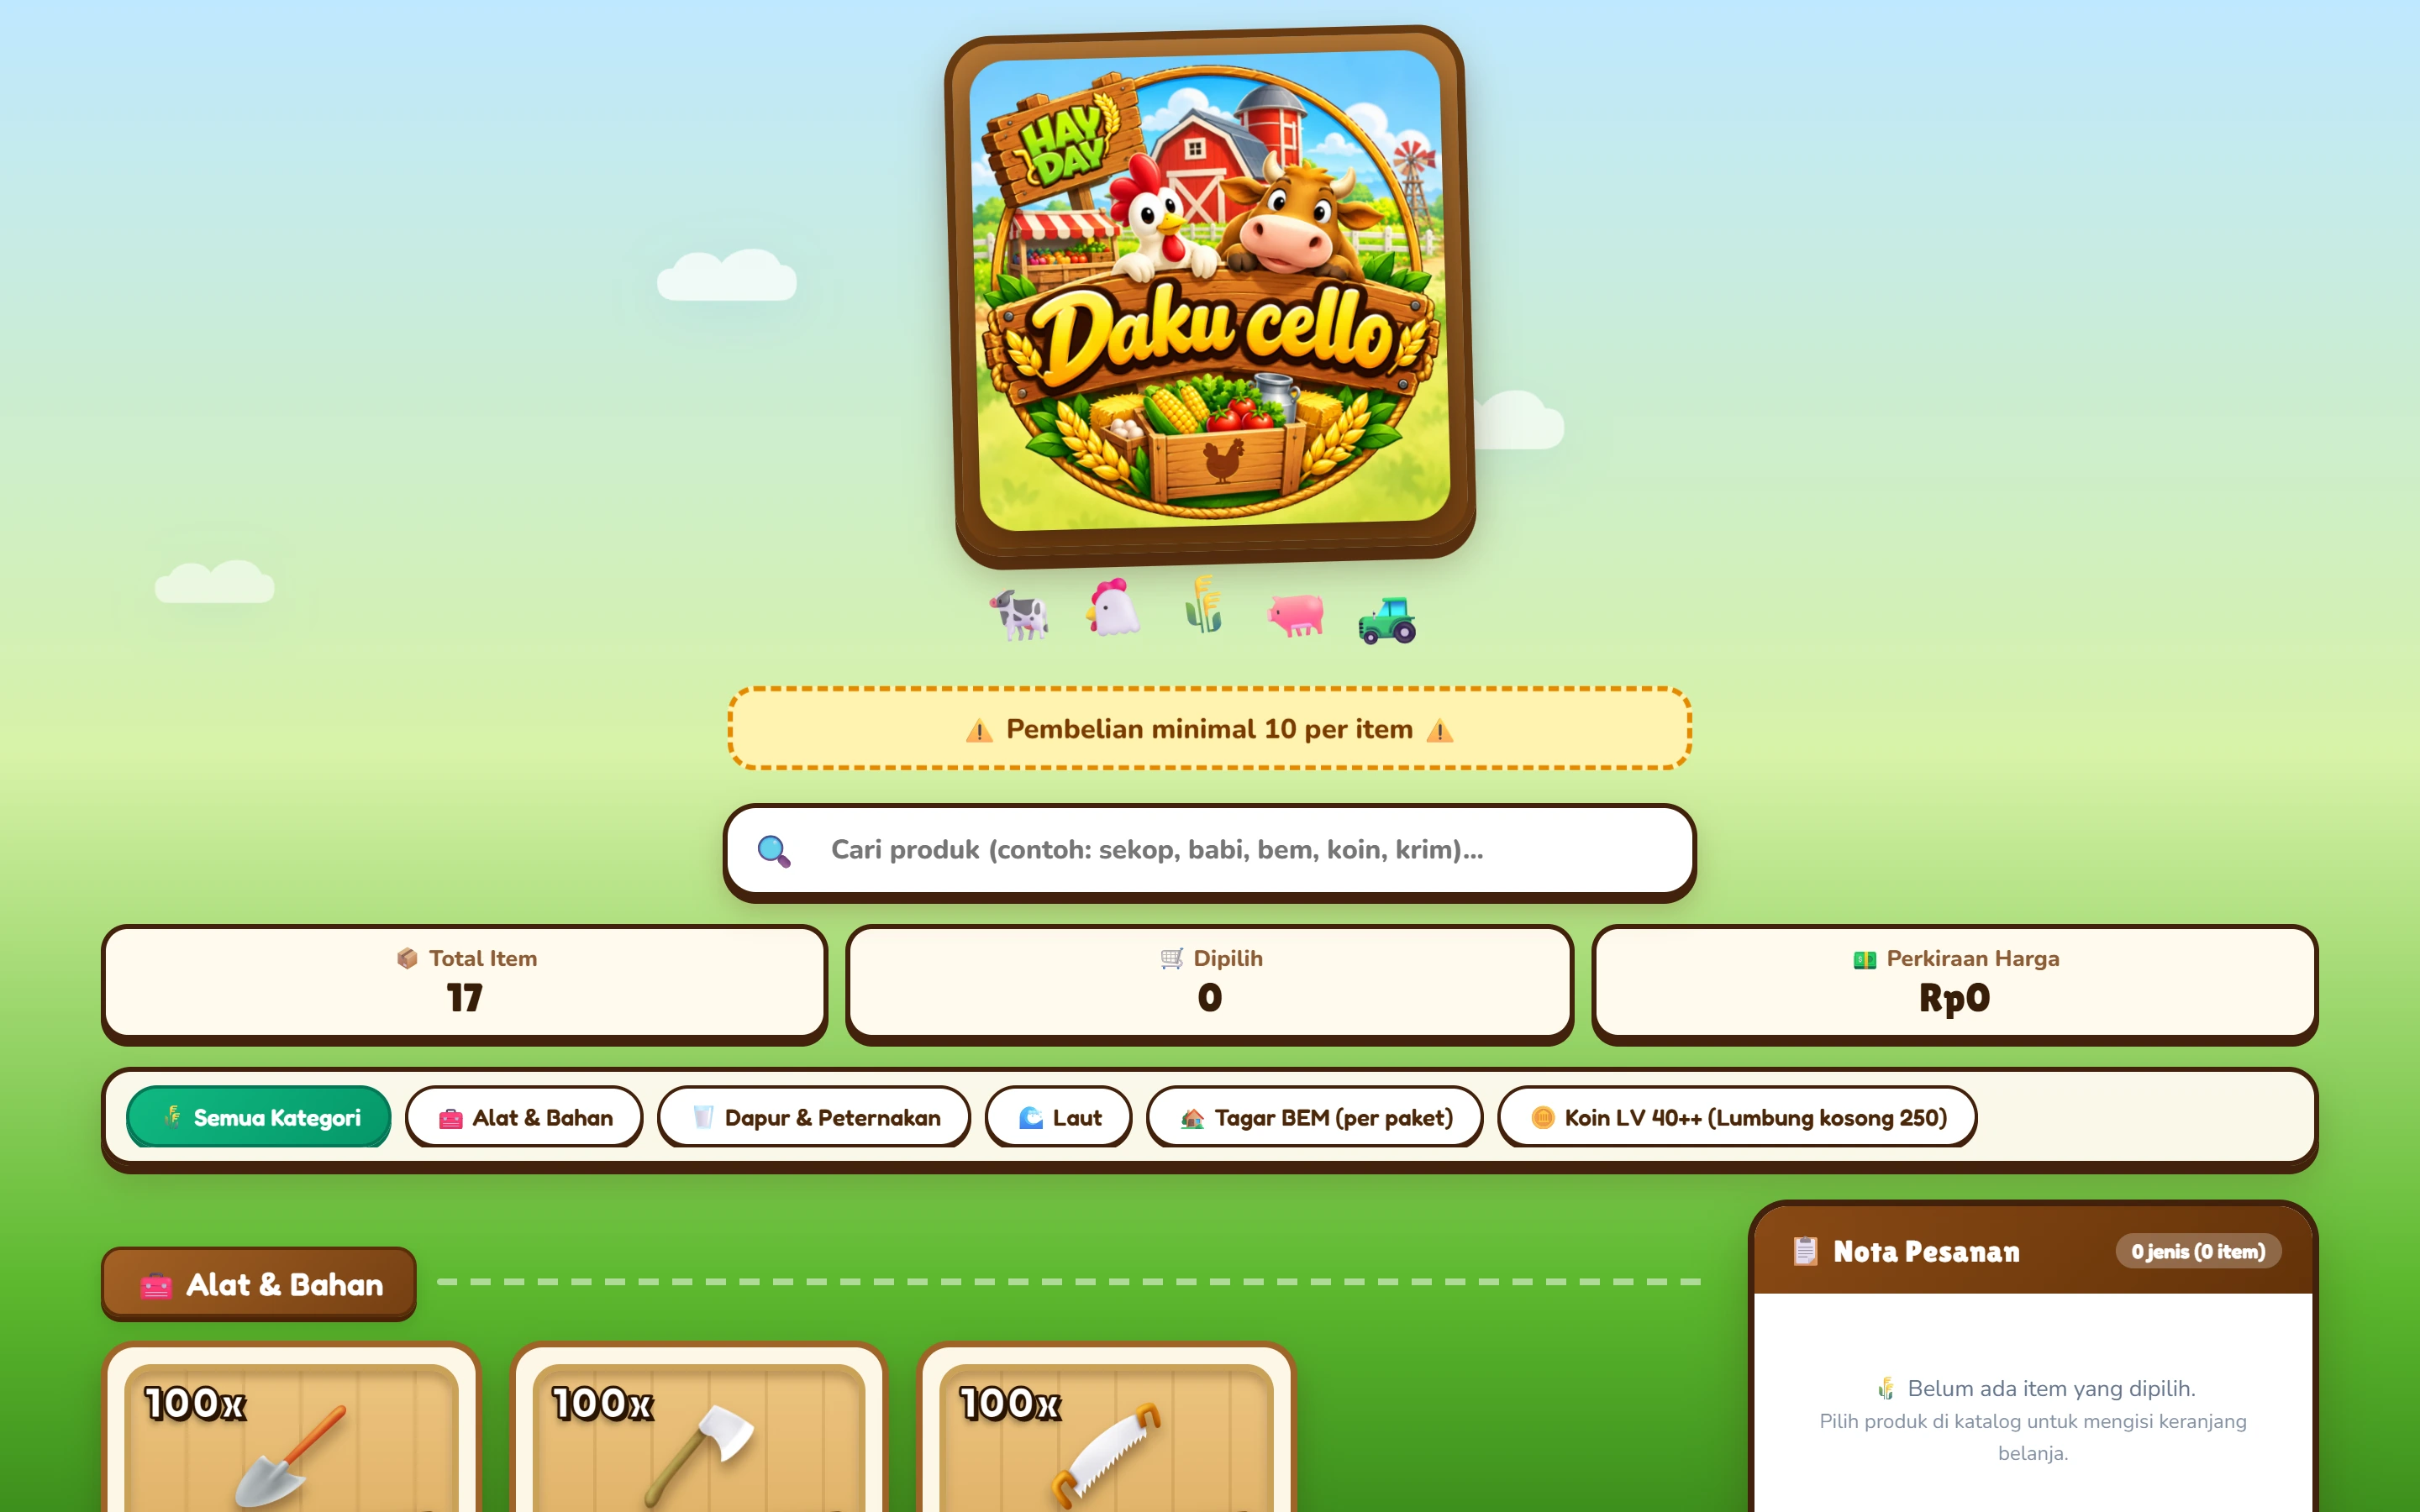 HAY
DAY
Daku cello
Pembelian minimal 10 per item
Cari produk (contoh: sekop, babi, bem, koin, krim)...
Total Item
17
Dipilih
0
Perkiraan Harga
Rp0
Semua Kategori
Alat & Bahan
Dapur & Peternakan
Laut
Tagar BEM (per paket)
Koin LV 40++ (Lumbung kosong 250)
Alat & Bahan
100x
100x
100x
Nota Pesanan
0 jenis (0 item)
Belum ada item yang dipilih.
Pilih produk di katalog untuk mengisi keranjang
belanja.